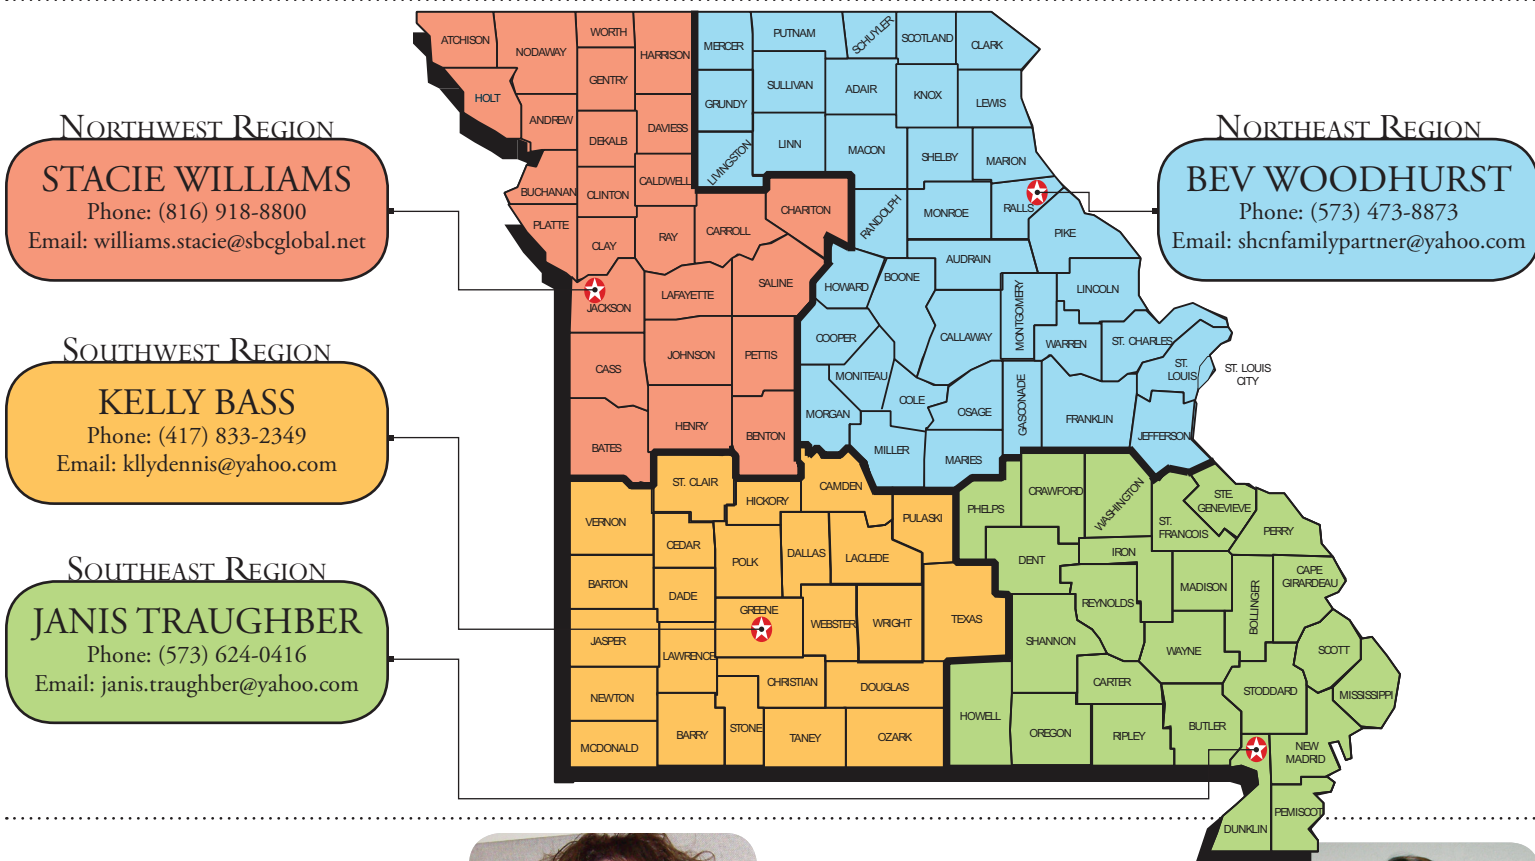 NORTHWEST REGION
STACIE WILLIAMS
Phone: (816) 918-8800
Email: williams.stacie@sbcglobal.net
SOUTHWEST REGION
KELLY BASS
Phone: (417) 833-2349
Email: kllydennis@yahoo.com
SOUTHEAST REGION
JANIS TRAUGHBER
Phone: (573) 624-0416
Email: janis.traughber@yahoo.com
NORTHEAST REGION
BEV WOODHURST
Phone: (573) 473-8873
Email: shcnfamilypartner@yahoo.com
ATCHISON
NODAWAY
WORTH
HARRISON
GENTRY
HOLT
ANDREW
DEKALB
DAVIESS
BUCHANAN
CLINTON
CALDWELL
PLATTE
CLAY
RAY
CARROLL
CHARITON
JACKSON
LAFAYETTE
SALINE
CASS
JOHNSON
PETTIS
BATES
HENRY
BENTON
MERCER
PUTNAM
SCHUYLER
SCOTLAND
CLARK
GRUNDY
SULLIVAN
ADAIR
KNOX
LEWIS
LIVINGSTON
LINN
MACON
SHELBY
MARION
RANDOLPH
MONROE
RALLS
PIKE
AUDRAIN
HOWARD
BOONE
CALLAWAY
MONTGOMERY
LINCOLN
COOPER
WARREN
ST. CHARLES
ST.
LOUIS
ST. LOUIS
CITY
MONITEAU
COLE
OSAGE
GASCONADE
FRANKLIN
JEFFERSON
MORGAN
MILLER
MARIES
ST. CLAIR
HICKORY
CAMDEN
PULASKI
VERNON
CEDAR
POLK
DALLAS
LACLEDE
BARTON
DADE
GREENE
WEBSTER
WRIGHT
TEXAS
JASPER
LAWRENCE
NEWTON
CHRISTIAN
DOUGLAS
MCDONALD
BARRY
STONE
TANEY
OZARK
PHELPS
CRAWFORD
WASHINGTON
ST.
FRANCOIS
STE.
GENEVIEVE
PERRY
DENT
IRON
MADISON
BOLLINGER
CAPE
GIRARDEAU
REYNOLDS
SHANNON
WAYNE
SCOTT
CARTER
STODDARD
MISSISSIPPI
HOWELL
OREGON
RIPLEY
BUTLER
NEW
MADRID
DUNKLIN
PEMISCOT